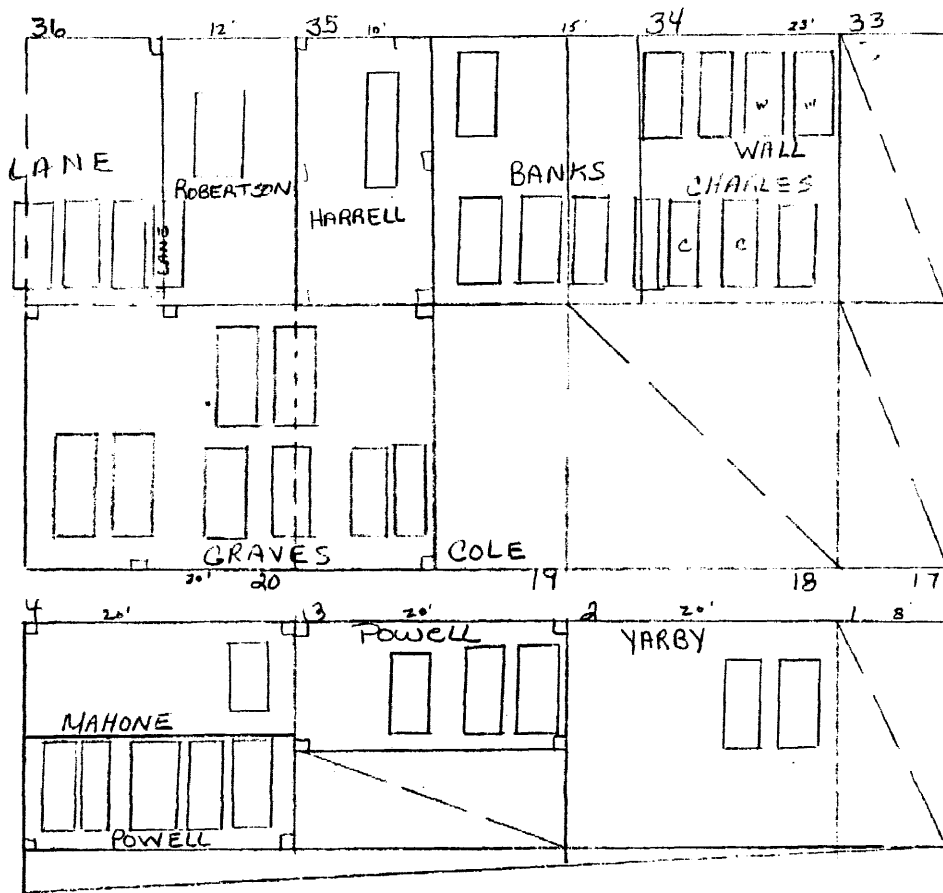 36 12' 35 10' 15' 34 23' 33
W W
WALL
LANE
ROBERTSON
BANKS
CHARLES
HARRELL
LANE
C C
GRAVES
COLE
20' 20 19 18 17
4 20' 3 20' 2 20' 1 8'
POWELL
YARBY
MAHONE
POWELL